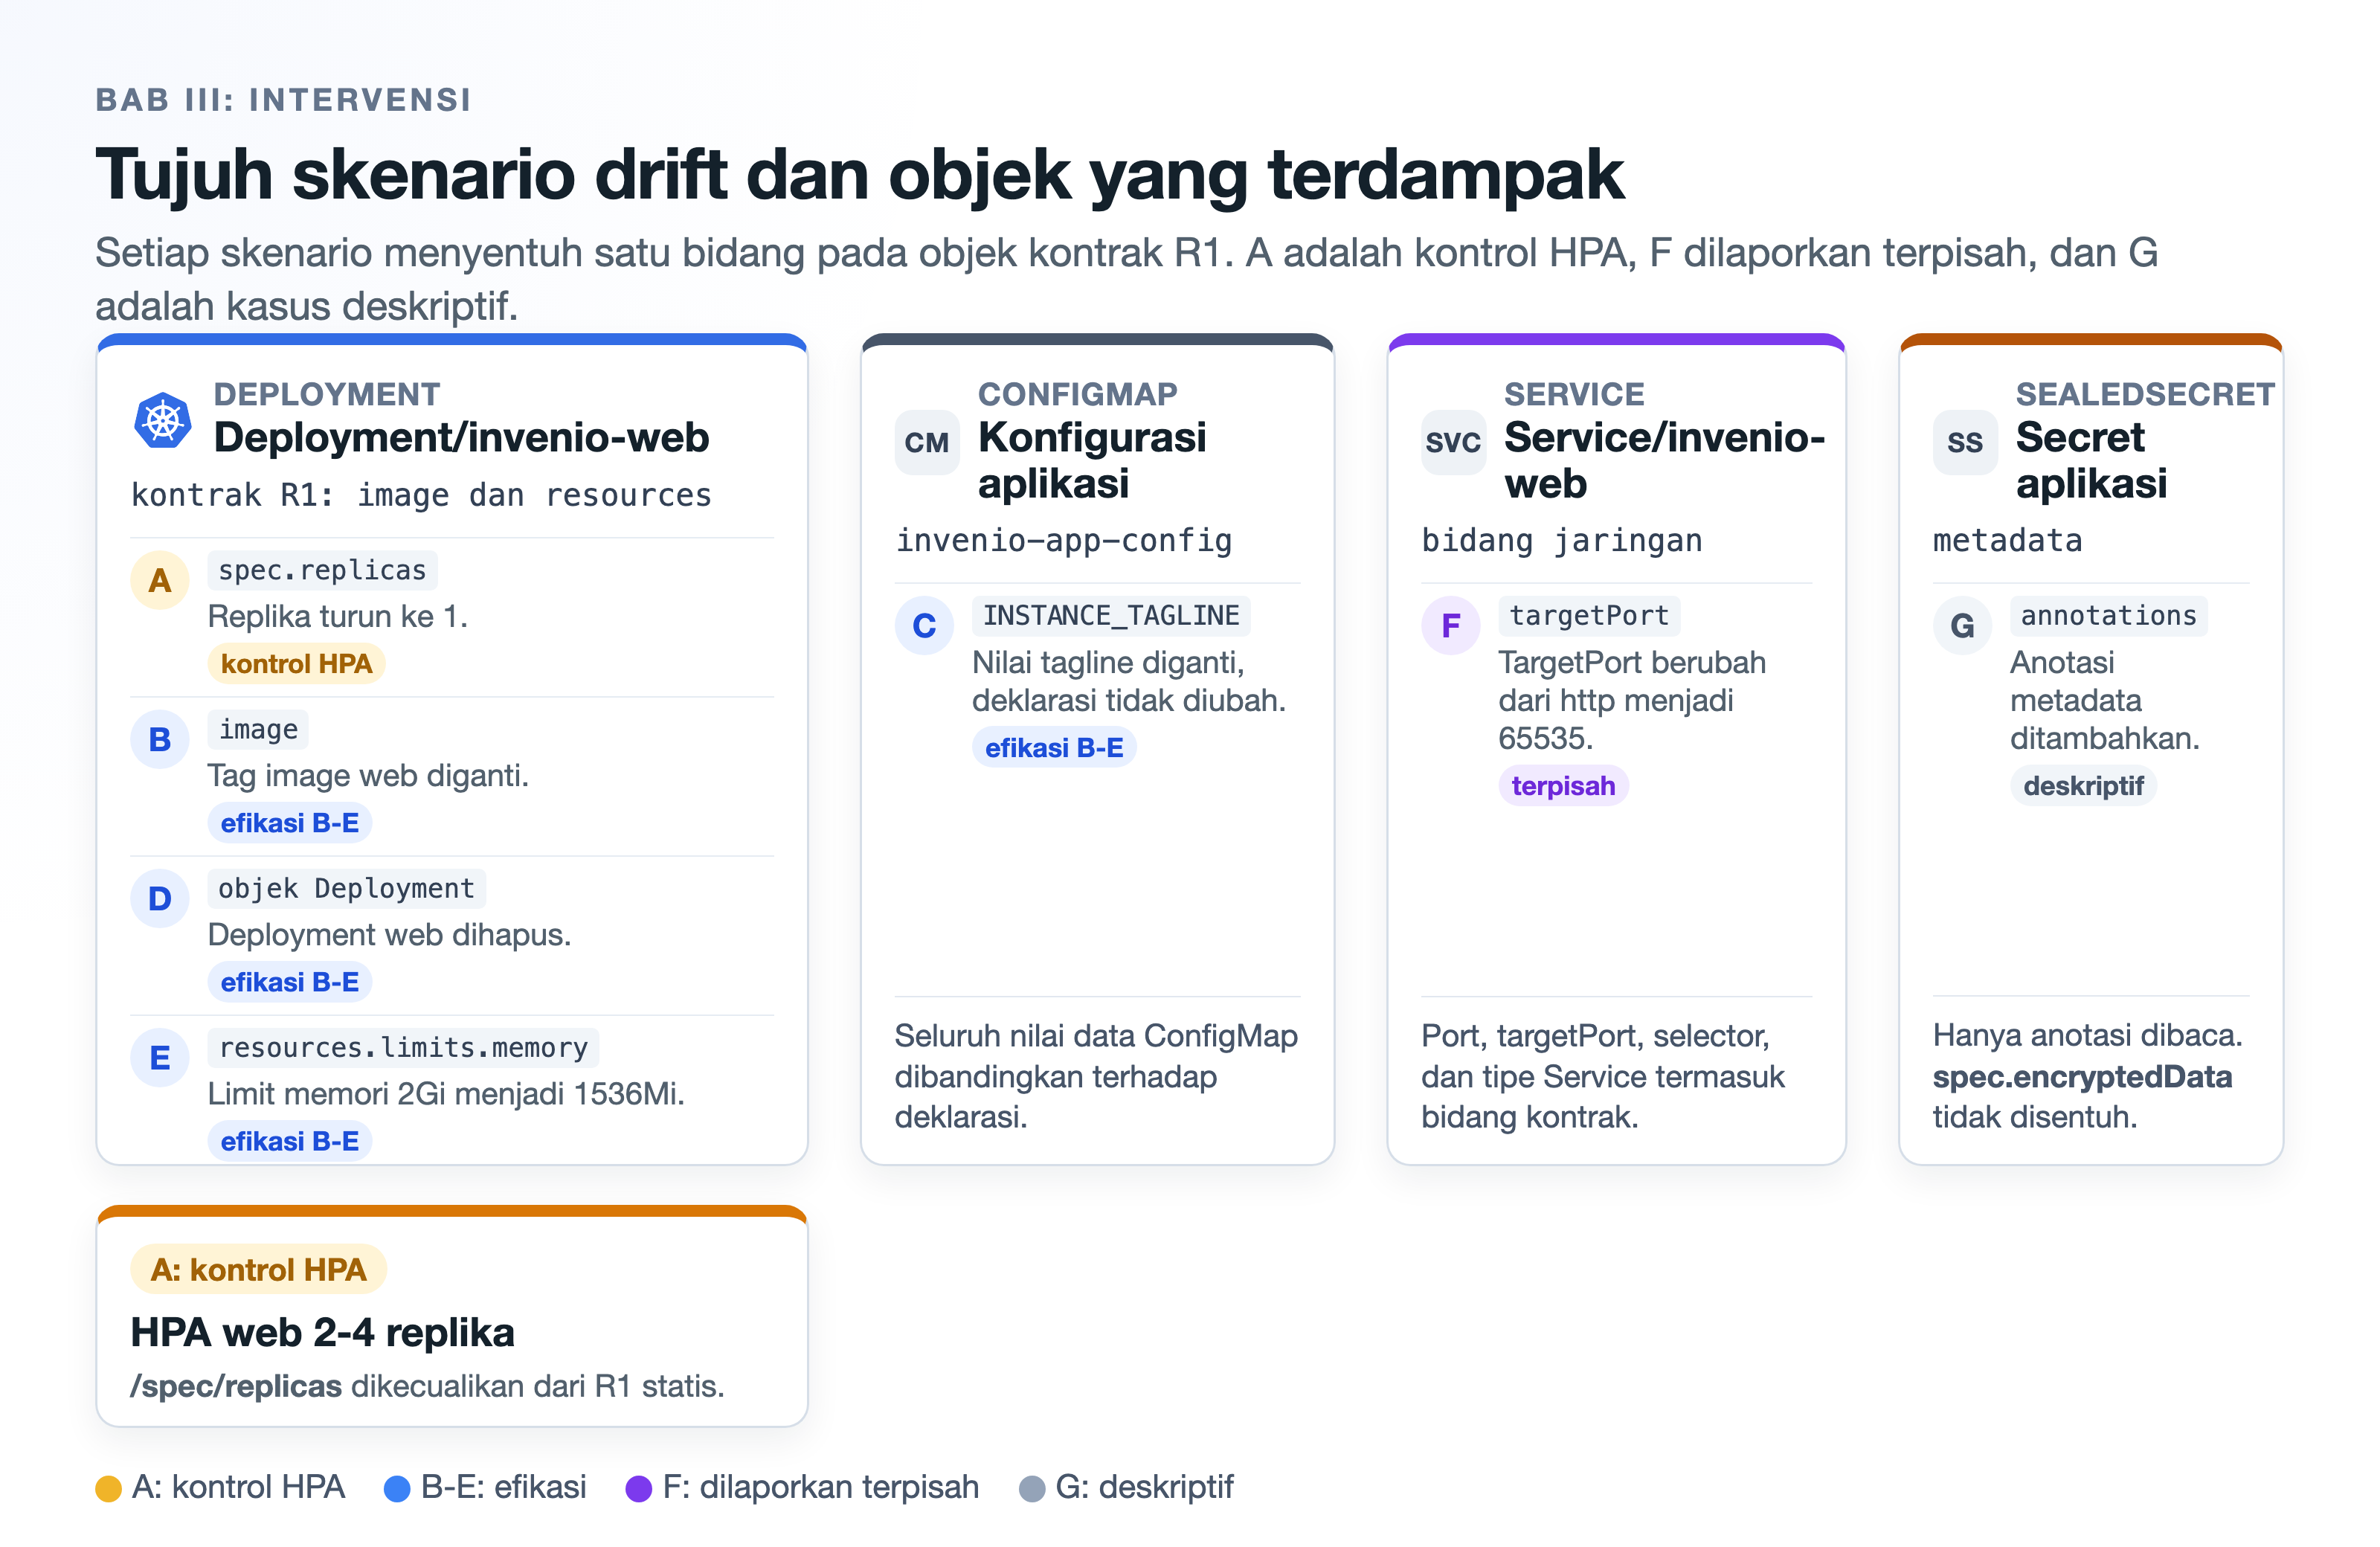 BAB III: INTERVENSI
Tujuh skenario drift dan objek yang terdampak
Setiap skenario menyentuh satu bidang pada objek kontrak R1. A adalah kontrol HPA, F dilaporkan terpisah, dan G
adalah kasus deskriptif.
DEPLOYMENT
Deployment/invenio-web
kontrak R1: image dan resources
A
spec.replicas
Replika turun ke 1.
kontrol HPA
B
image
Tag image web diganti.
efikasi B-E
D
objek Deployment
Deployment web dihapus.
efikasi B-E
E
resources.limits.memory
Limit memori 2Gi menjadi 1536Mi.
efikasi B-E
CM
CONFIGMAP
Konfigurasi
aplikasi
invenio-app-config
C
INSTANCE_TAGLINE
Nilai tagline diganti,
deklarasi tidak diubah.
efikasi B-E
Seluruh nilai data ConfigMap
dibandingkan terhadap
deklarasi.
SVC
SERVICE
Service/invenio-
web
bidang jaringan
F
targetPort
TargetPort berubah
dari http menjadi
65535.
terpisah
Port, targetPort, selector,
dan tipe Service termasuk
bidang kontrak.
SS
SEALEDSECRET
Secret
aplikasi
metadata
G
annotations
Anotasi
metadata
ditambahkan.
deskriptif
Hanya anotasi dibaca.
spec.encryptedData
tidak disentuh.
A: kontrol HPA
HPA web 2-4 replika
/spec/replicas dikecualikan dari R1 statis.
A: kontrol HPA
B-E: efikasi
F: dilaporkan terpisah
G: deskriptif